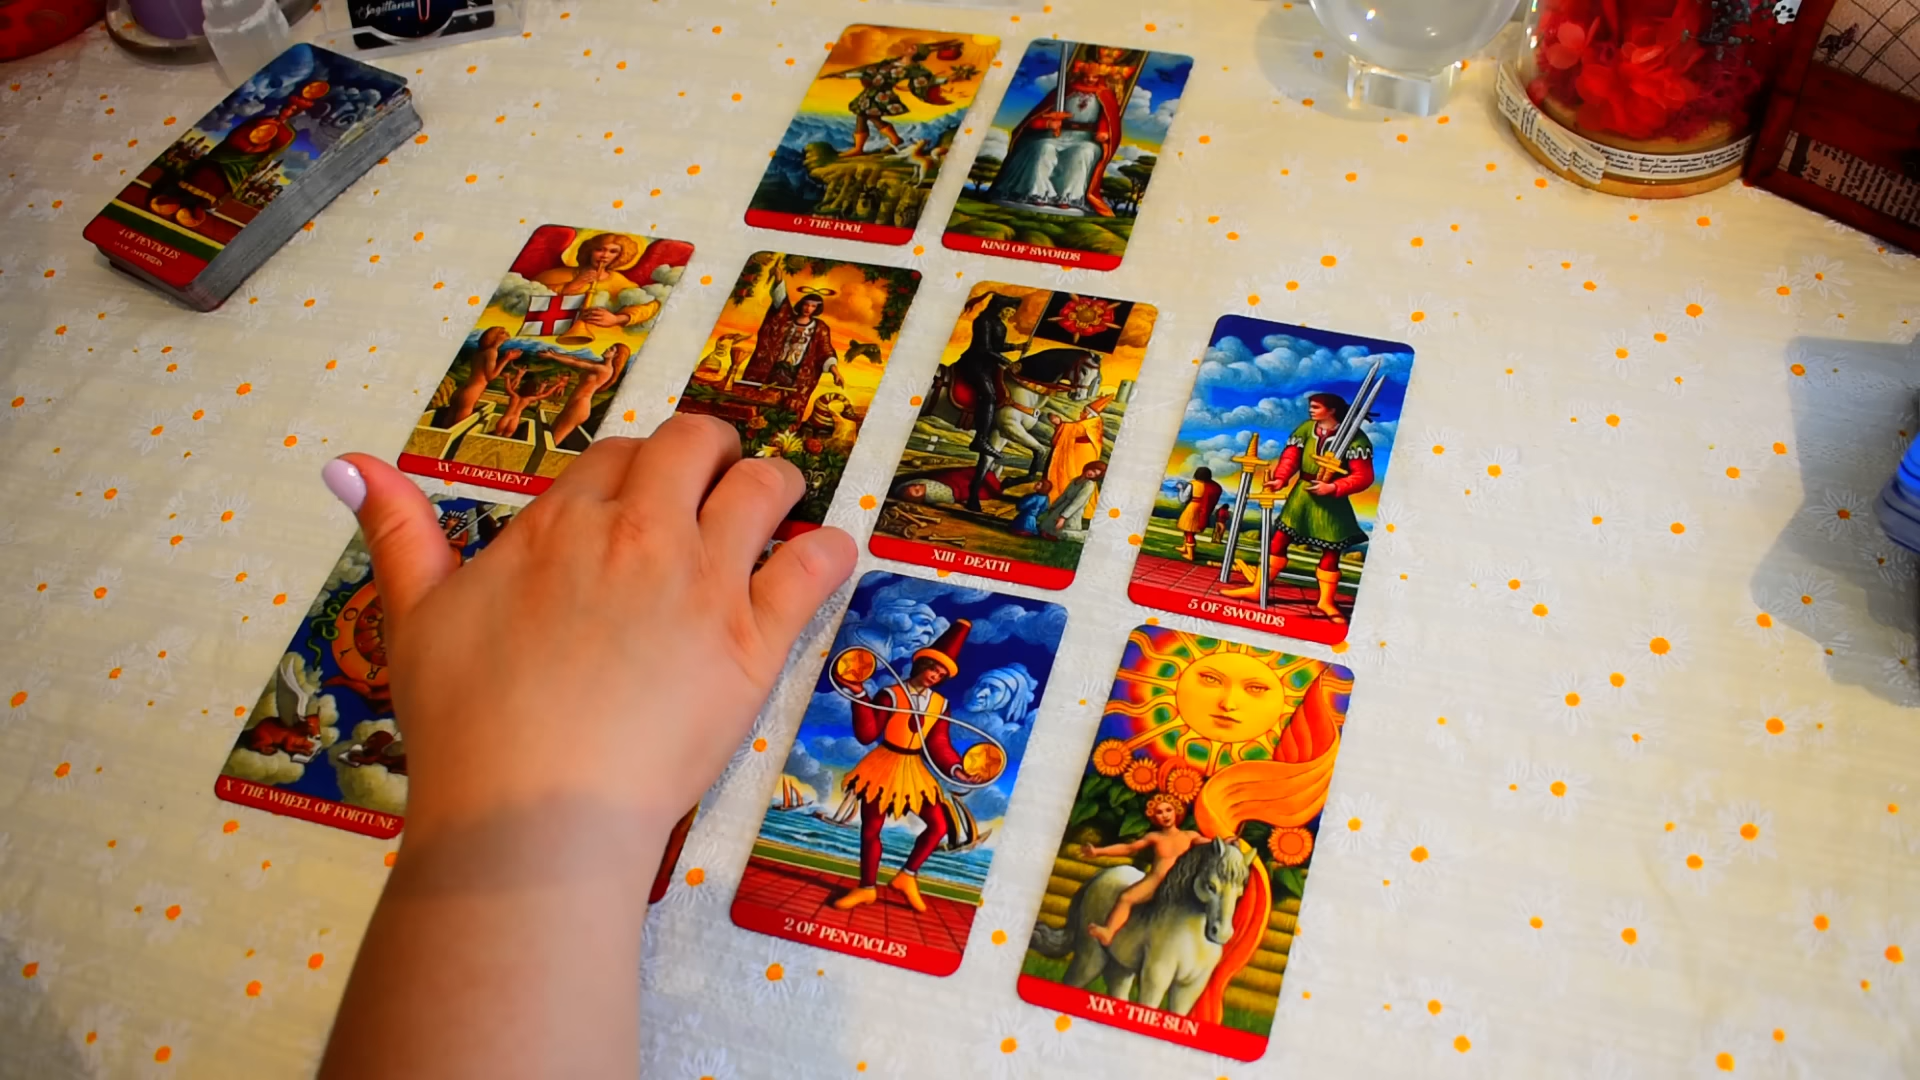 Sagittarius
4 OF PENTACLES
0 · THE FOOL
KING OF SWORDS
XX · JUDGEMENT
XIII · DEATH
5 OF SWORDS
X THE WHEEL OF FORTUNE
2 OF PENTACLES
XIX · THE SUN